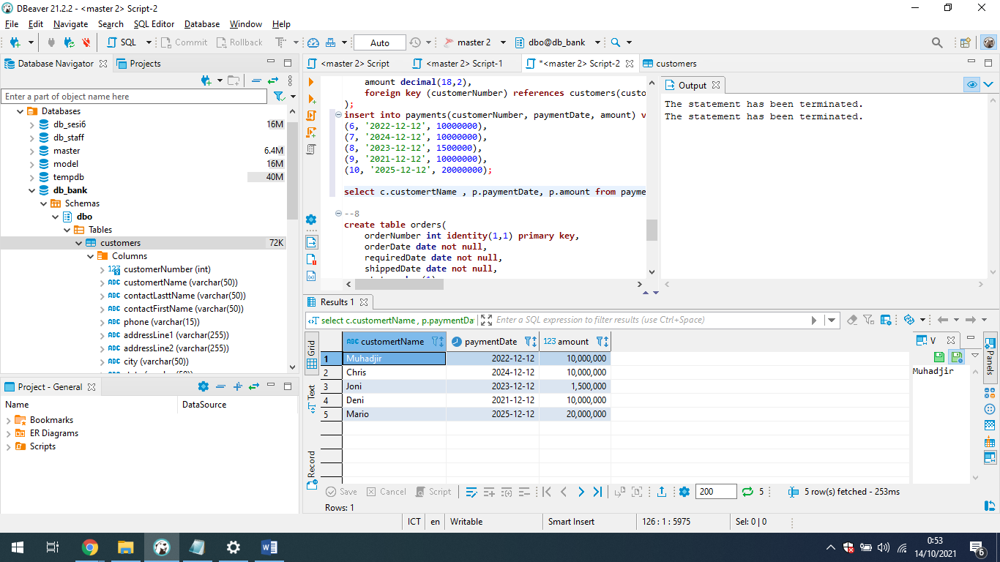 DBeaver 21.2.2 - <master 2> Script-2
File Edit Navigate Search SQL Editor Database Window Help
SQL Commit Rollback Auto master 2 dbo@db_bank
Database Navigator Projects
Enter a part of object name here
Databases
db_sesi6 16M
db_staff
master 6.4M
model 16M
tempdb 40M
db_bank
Schemas
dbo
Tables
customers 72K
Columns
customerNumber (int)
customertName (varchar(50))
contactLasttName (varchar(50))
contactFirstName (varchar(50))
phone (varchar(15))
addressLine1 (varchar(255))
addressLine2 (varchar(255))
city (varchar(50))
Project - General
Name DataSource
Bookmarks
ER Diagrams
Scripts
<master 2> Script <master 2> Script-1 *<master 2> Script-2 customers
amount decimal(18,2),
foreign key (customerNumber) references customers(custo
);
insert into payments(customerNumber, paymentDate, amount) v
(6, '2022-12-12', 10000000),
(7, '2024-12-12', 10000000),
(8, '2023-12-12', 1500000),
(9, '2021-12-12', 10000000),
(10, '2025-12-12', 20000000);
select c.customertName , p.paymentDate, p.amount from payme
--8
create table orders(
orderNumber int identity(1,1) primary key,
orderDate date not null,
requiredDate date not null,
shippedDate date not null,
Output
The statement has been terminated.
The statement has been terminated.
Results 1
select c.customertName , p.paymentDa Enter a SQL expression to filter results (use Ctrl+Space)
Grid
Text
Record
ABC customertName paymentDate 123 amount
1 Muhadjir 2022-12-12 10,000,000
2 Chris 2024-12-12 10,000,000
3 Joni 2023-12-12 1,500,000
4 Deni 2021-12-12 10,000,000
5 Mario 2025-12-12 20,000,000
V
Muhadjir
Panels
Save Cancel Script 200 5 5 row(s) fetched - 253ms
Rows: 1
ICT en Writable Smart Insert 126 : 1 : 5975 Sel: 0 | 0
0:53
14/10/2021
6